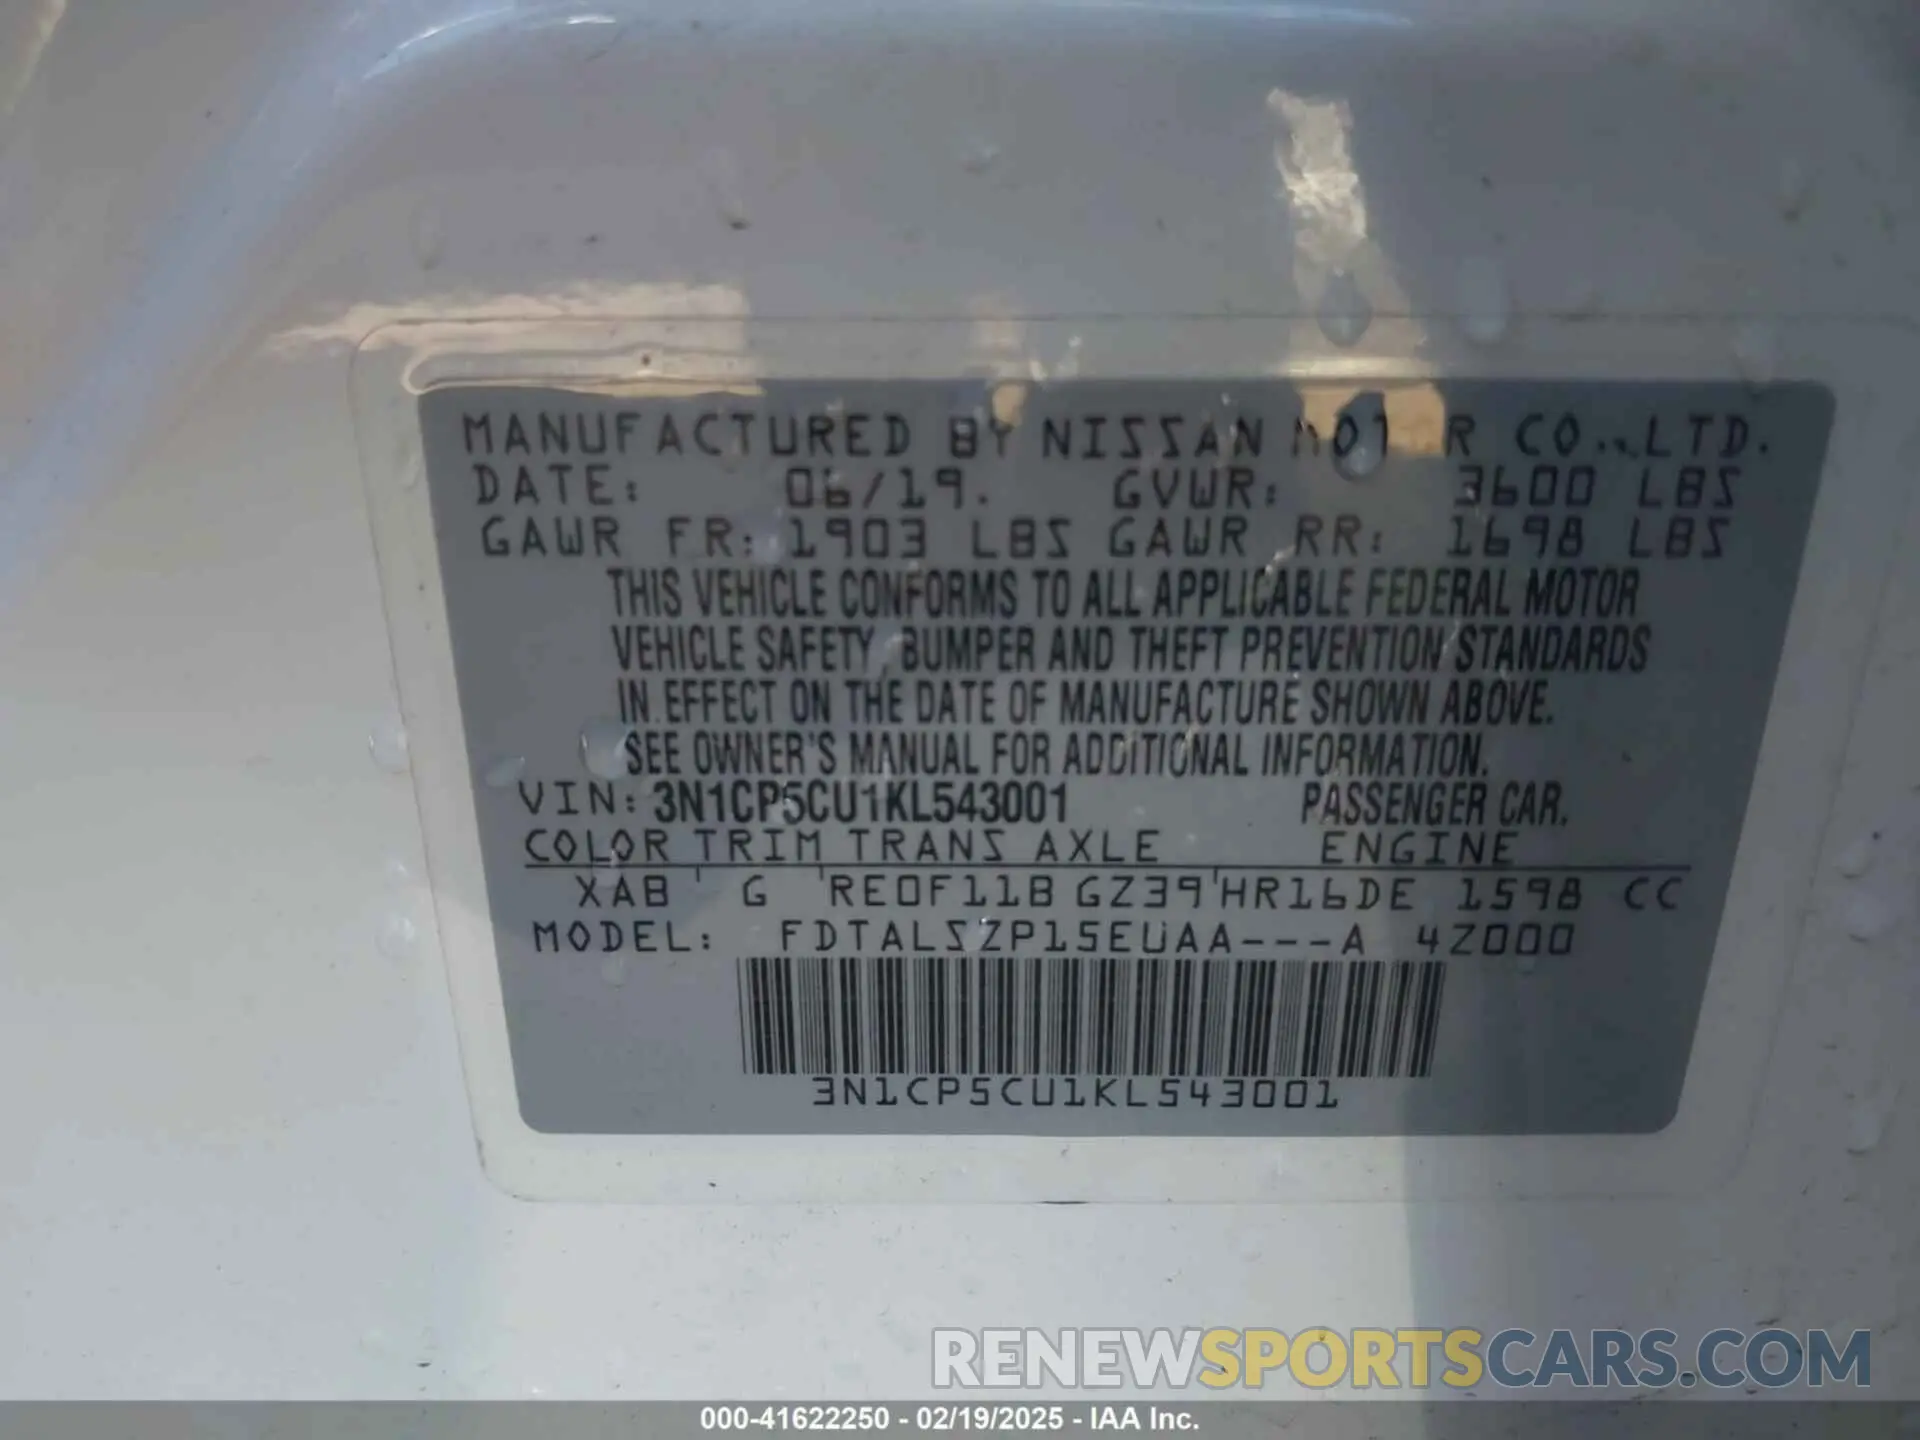 MANUFACTURED BY NISSAN MOTOR CO., LTD.
DATE: 06/19. GVWR: 3600 LBS
GAWR FR: 1903 LBS GAWR RR: 1698 LBS
THIS VEHICLE CONFORMS TO ALL APPLICABLE FEDERAL MOTOR
VEHICLE SAFETY, BUMPER AND THEFT PREVENTION STANDARDS
IN EFFECT ON THE DATE OF MANUFACTURE SHOWN ABOVE.
SEE OWNER'S MANUAL FOR ADDITIONAL INFORMATION.
VIN: 3N1CP5CU1KL543001 PASSENGER CAR.
COLOR TRIM TRANS AXLE ENGINE
XAB G RE0F11B GZ39 HR16DE 1598 CC
MODEL: FDTALSZP15EUAA---A 4Z000
3N1CP5CU1KL543001
RENEWSPORTSCARS.COM
000-41622250 - 02/19/2025 - IAA Inc.